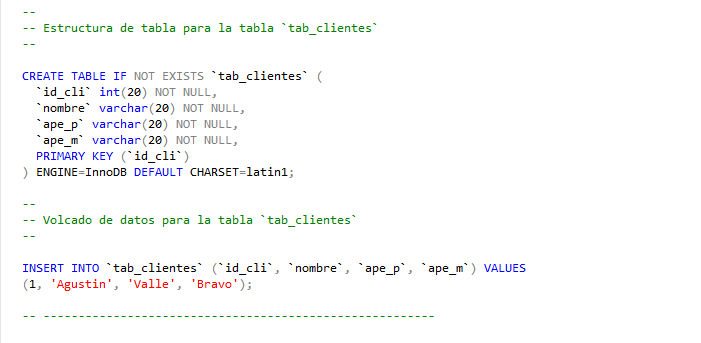 --
-- Estructura de tabla para la tabla `tab_clientes`
--
CREATE TABLE IF NOT EXISTS `tab_clientes` (
`id_cli` int(20) NOT NULL,
`nombre` varchar(20) NOT NULL,
`ape_p` varchar(20) NOT NULL,
`ape_m` varchar(20) NOT NULL,
PRIMARY KEY (`id_cli`)
) ENGINE=InnoDB DEFAULT CHARSET=latin1;
--
-- Volcado de datos para la tabla `tab_clientes`
--
INSERT INTO `tab_clientes` (`id_cli`, `nombre`, `ape_p`, `ape_m`) VALUES
(1, 'Agustin', 'Valle', 'Bravo');
-- --------------------------------------------------------